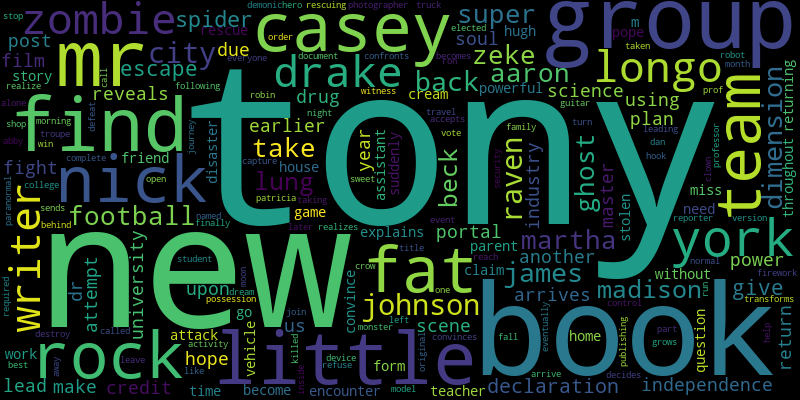 demonichero rescuing photographer truck
zombie spider super hugh group
stop rescue casey m pope taken
mr city due soul order document confronts elected everyone becomes run robot month
post film escape drake zeke aaron longo prof
story realize reveals back science
find call following drug powerful using dimension
morning shop robin cream plan
win defeat witness travel accepts guitar vote team
alone abby troupe earlier night hook leading dan
nick take year assistant suddenly beck raven industry ghost master miss throughout returning
journey disaster house family turn clown professor
complete friend lung sweet capture tony stolen reporter version
paranormal college open patricia taking game security need
writer sends named football portal martha york
behind finally explains parent another
new student later realizes event title claim without power
dr attempt university upon moon dream fat reach arrives james normal firework
required possession crow one johnson madison give
rock go convince monster left scene book run transforms
destroy called attack vehicle us control
activity hope killed device form original convinces fall eventually home publishing part question help return
work best away leave like little refuse encounter model teacher arrive grows decides
lead make credit time become inside declaration independence
join